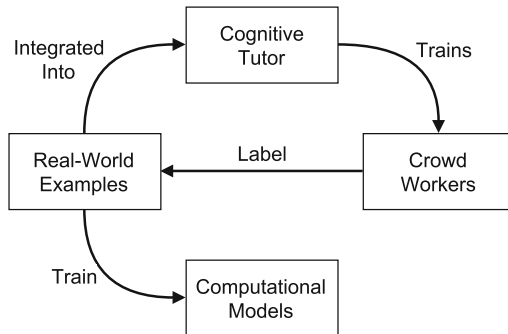 Integrated
Into
Cognitive
Tutor
Trains
Real-World
Examples
Label
Crowd
Workers
Train
Computational
Models